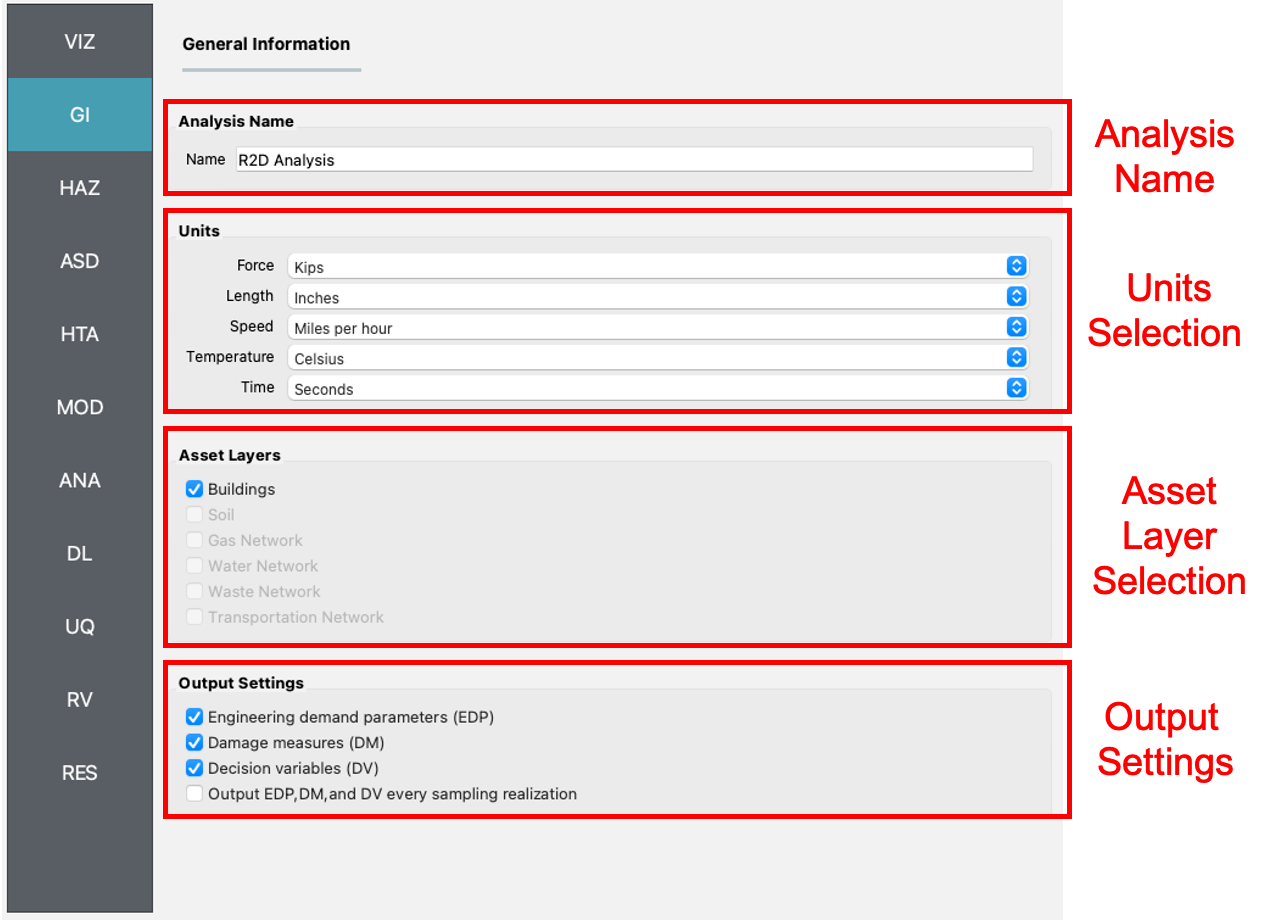 VIZ
GI
HAZ
ASD
HTA
MOD
ANA
DL
UQ
RV
RES
General Information
Analysis Name
Name R2D Analysis
Analysis
Name
Units
Force Kips
Length Inches
Speed Miles per hour
Temperature Celsius
Time Seconds
Units
Selection
Asset Layers
Buildings
Soil
Gas Network
Water Network
Waste Network
Transportation Network
Asset
Layer
Selection
Output Settings
Engineering demand parameters (EDP)
Damage measures (DM)
Decision variables (DV)
Output EDP,DM,and DV every sampling realization
Output
Settings